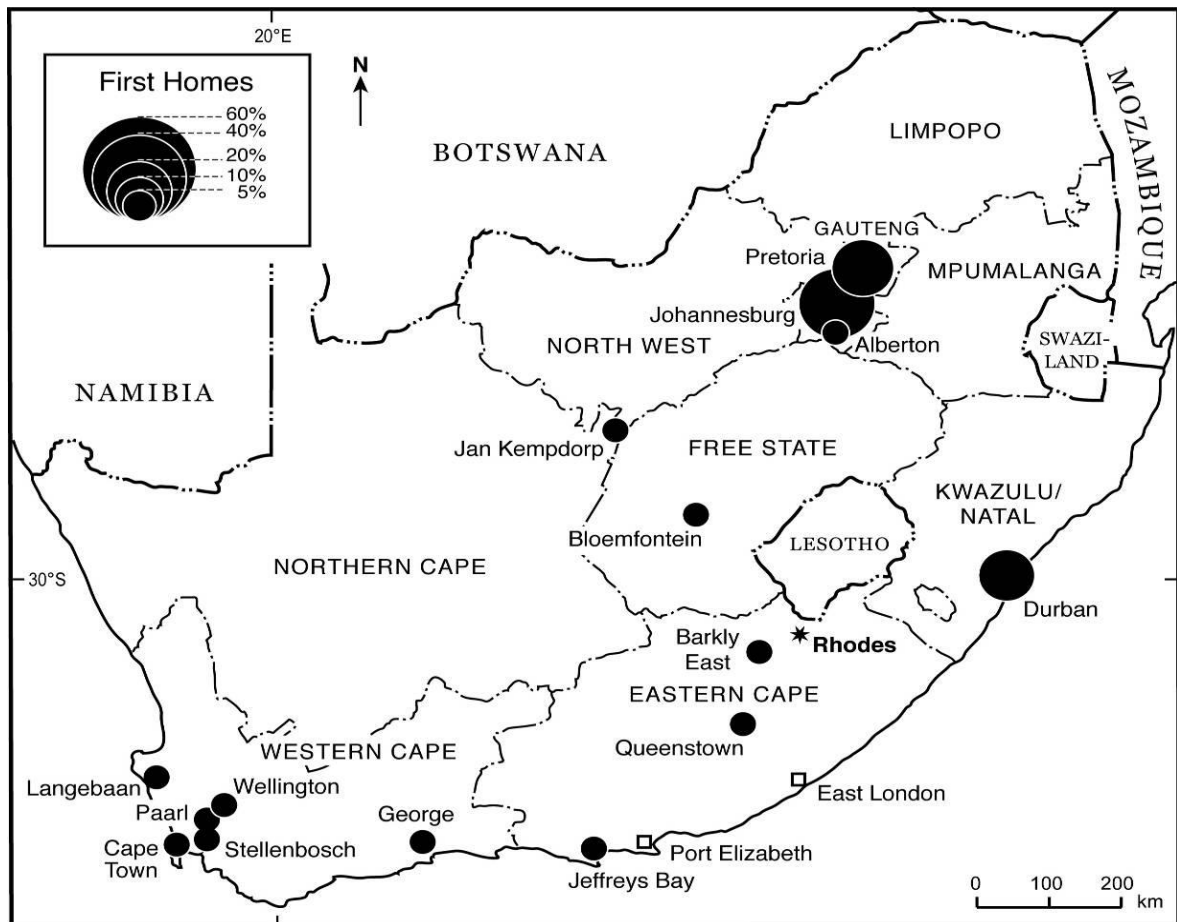 20°E
First Homes
60%
40%
20%
10%
5%
N
BOTSWANA
LIMPOPO
MOZAMBIQUE
GAUTENG
Pretoria
MPUMALANGA
Johannesburg
Alberton
NORTH WEST
SWAZI-
LAND
NAMIBIA
Jan Kempdorp
FREE STATE
KWAZULU/
NATAL
Bloemfontein
LESOTHO
NORTHERN CAPE
30°S
Durban
Barkly
East
Rhodes
EASTERN CAPE
Queenstown
WESTERN CAPE
Langebaan
Wellington
Paarl
George
East London
Cape
Town
Stellenbosch
Port Elizabeth
Jeffreys Bay
0 100 200
km